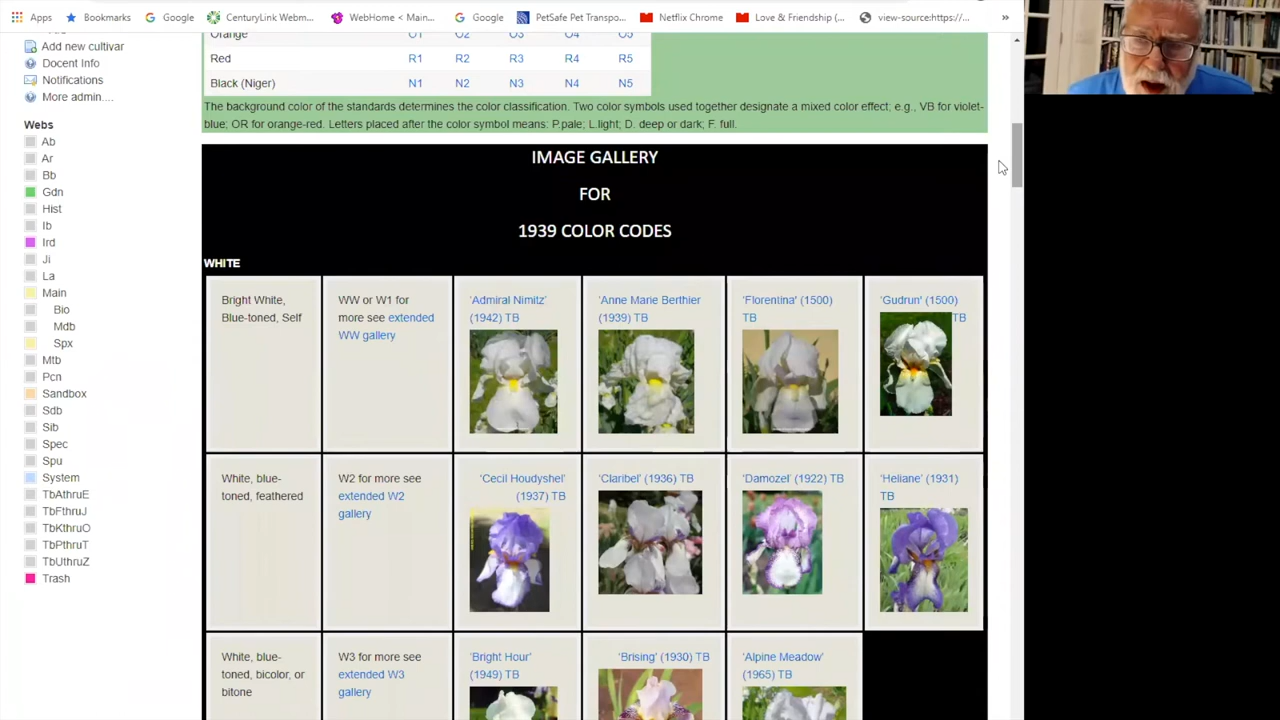 Apps Bookmarks Google CenturyLink Webm... WebHome < Main... Google PetSafe Pet Transpo... Netflix Chrome Love & Friendship (... view-source:https://... »
Add new cultivar
Docent Info
Notifications
More admin....
Webs
Ab
Ar
Bb
Gdn
Hist
Ib
Ird
Ji
La
Main
Bio
Mdb
Spx
Mtb
Pcn
Sandbox
Sdb
Sib
Spec
Spu
System
TbAthruE
TbFthruJ
TbKthruO
TbPthruT
TbUthruZ
Trash
Orange O1 O2 O3 O4 O5
Red R1 R2 R3 R4 R5
Black (Niger) N1 N2 N3 N4 N5
The background color of the standards determines the color classification. Two color symbols used together designate a mixed color effect; e.g., VB for violet-
blue; OR for orange-red. Letters placed after the color symbol means: P.pale; L.light; D. deep or dark; F. full.
IMAGE GALLERY
FOR
1939 COLOR CODES
WHITE
Bright White,
Blue-toned, Self
WW or W1 for
more see extended
WW gallery
'Admiral Nimitz'
(1942) TB
'Anne Marie Berthier
(1939) TB
'Florentina' (1500)
TB
'Gudrun' (1500)
TB
White, blue-
toned, feathered
W2 for more see
extended W2
gallery
'Cecil Houdyshel'
(1937) TB
'Claribel' (1936) TB
'Damozel' (1922) TB
'Heliane' (1931)
TB
White, blue-
toned, bicolor, or
bitone
W3 for more see
extended W3
gallery
'Bright Hour'
(1949) TB
'Brising' (1930) TB
'Alpine Meadow'
(1965) TB